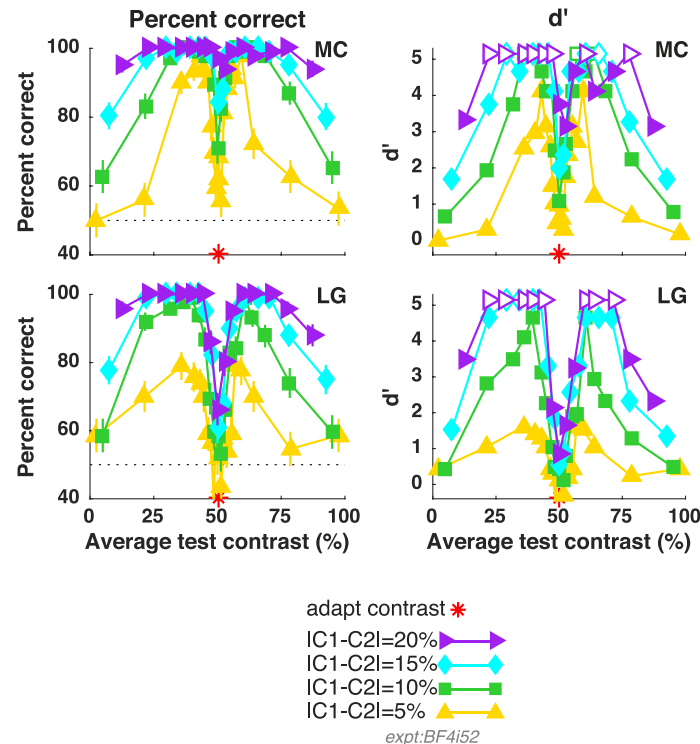 Percent correct
d'
100
80
60
40
Percent correct
MC
5
4
3
2
1
0
d'
MC
100
80
60
40
Percent correct
LG
5
4
3
2
1
0
d'
LG
0 25 50 75 100
0 25 50 75 100
Average test contrast (%)
Average test contrast (%)
adapt contrast
|C1-C2|=20%
|C1-C2|=15%
|C1-C2|=10%
|C1-C2|=5%
expt:BF4i52